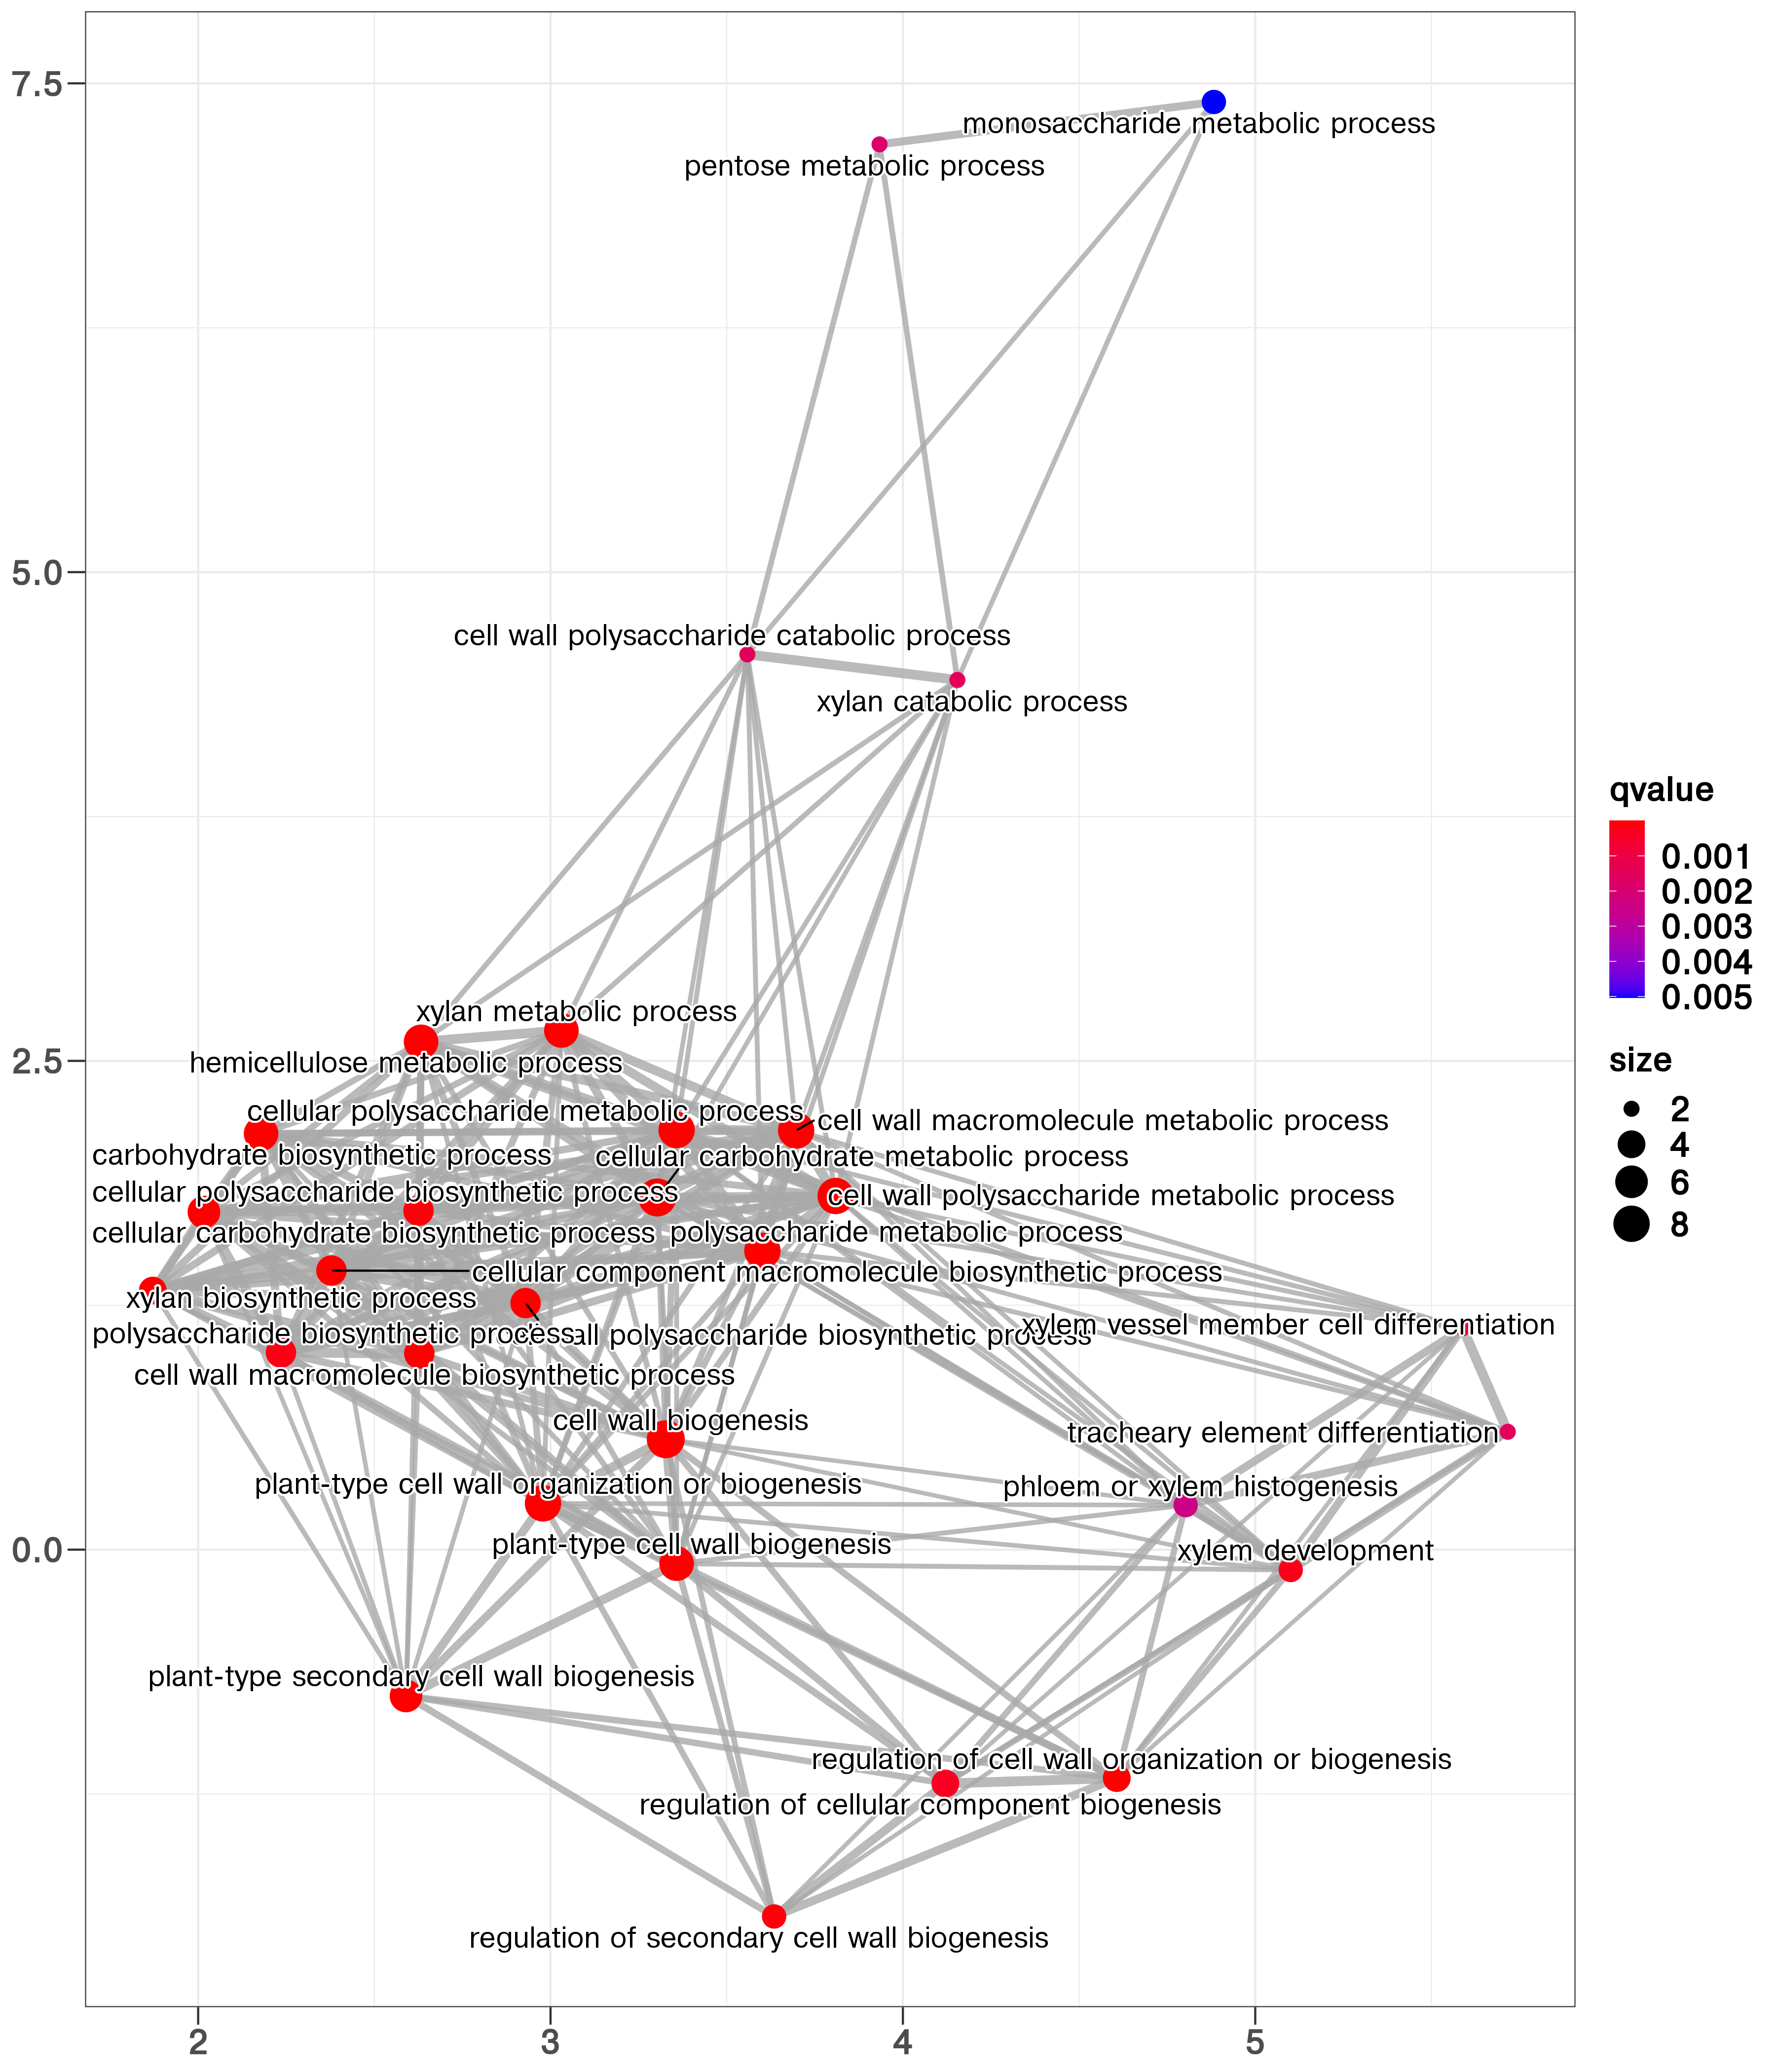 7.5
monosaccharide metabolic process
pentose metabolic process
5.0
cell wall polysaccharide catabolic process
xylan catabolic process
xylan metabolic process
2.5
hemicellulose metabolic process
cellular polysaccharide metabolic process
cell wall macromolecule metabolic process
carbohydrate biosynthetic process
cellular carbohydrate metabolic process
cellular polysaccharide biosynthetic process
cell wall polysaccharide metabolic process
cellular carbohydrate biosynthetic process
polysaccharide metabolic process
cellular component macromolecule biosynthetic process
xylan biosynthetic process
xylem vessel member cell differentiation
polysaccharide biosynthetic process
polysaccharide biosynthetic process
cell wall macromolecule biosynthetic process
cell wall biogenesis
tracheary element differentiation
plant-type cell wall organization or biogenesis
phloem or xylem histogenesis
plant-type cell wall biogenesis
xylem development
0.0
plant-type secondary cell wall biogenesis
regulation of cell wall organization or biogenesis
regulation of cellular component biogenesis
regulation of secondary cell wall biogenesis
2
3
4
5
qvalue
0.001
0.002
0.003
0.004
0.005
size
2
4
6
8